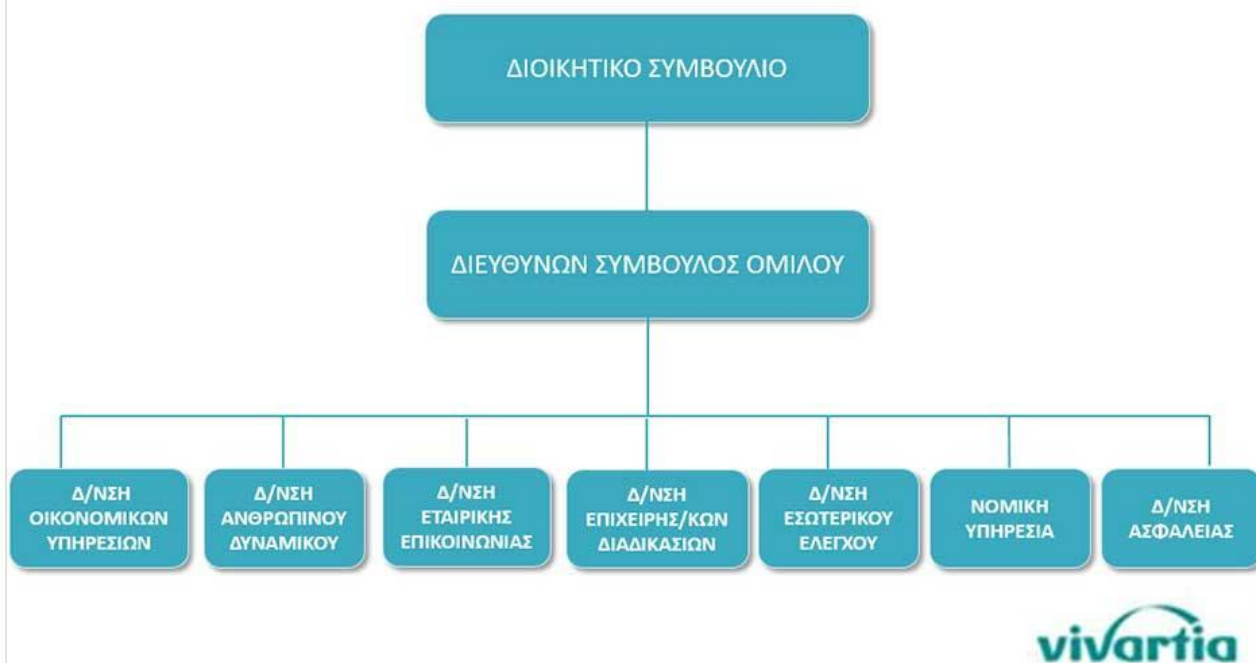 ΔΙΟΙΚΗΤΙΚΟ ΣΥΜΒΟΥΛΙΟ
ΔΙΕΥΘΥΝΩΝ ΣΥΜΒΟΥΛΟΣ ΟΜΙΛΟΥ
Δ/ΝΣΗ
ΟΙΚΟΝΟΜΙΚΩΝ
ΥΠΗΡΕΣΙΩΝ
Δ/ΝΣΗ
ΑΝΘΡΩΠΙΝΟΥ
ΔΥΝΑΜΙΚΟΥ
Δ/ΝΣΗ
ΕΤΑΙΡΙΚΗΣ
ΕΠΙΚΟΙΝΩΝΙΑΣ
Δ/ΝΣΗ
ΕΠΙΧΕΙΡΗΣ/ΚΩΝ
ΔΙΑΔΙΚΑΣΙΩΝ
Δ/ΝΣΗ
ΕΣΩΤΕΡΙΚΟΥ
ΕΛΕΓΧΟΥ
ΝΟΜΙΚΗ
ΥΠΗΡΕΣΙΑ
Δ/ΝΣΗ
ΑΣΦΑΛΕΙΑΣ
vivartia